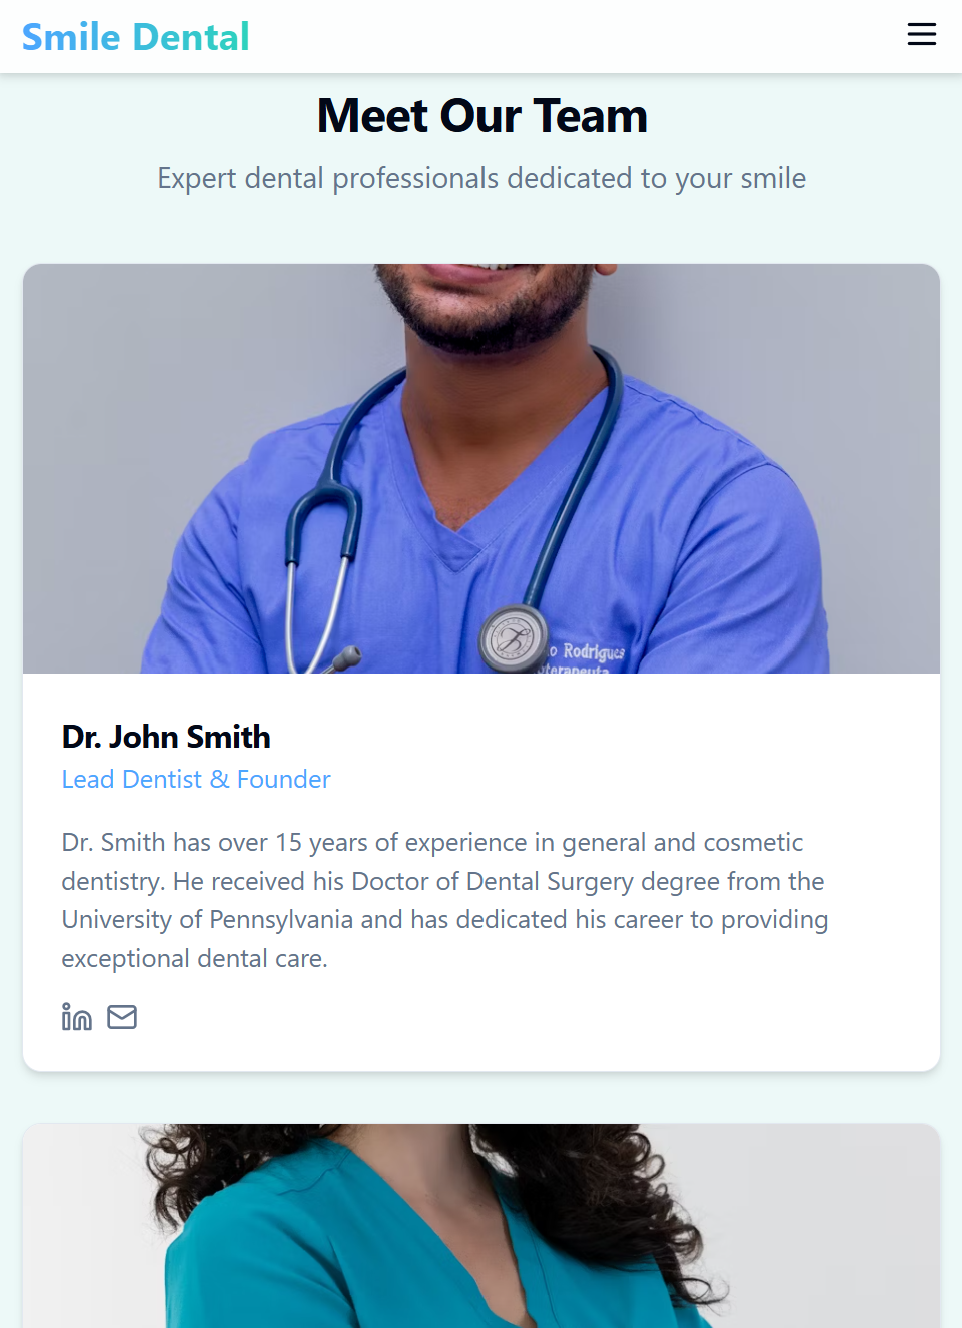 Smile Dental
Meet Our Team
Expert dental professionals dedicated to your smile
Rodrigues
Dr. John Smith
Lead Dentist & Founder
Dr. Smith has over 15 years of experience in general and cosmetic
dentistry. He received his Doctor of Dental Surgery degree from the
University of Pennsylvania and has dedicated his career to providing
exceptional dental care.
in